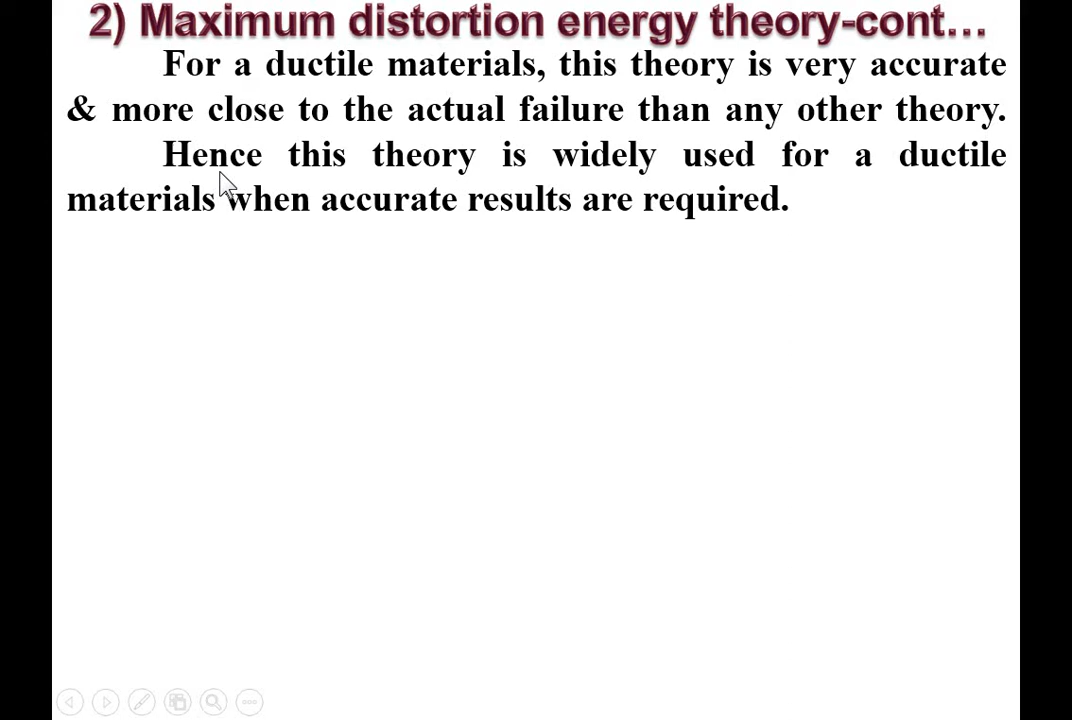 2) Maximum distortion energy theory-cont...
For a ductile materials, this theory is very accurate
& more close to the actual failure than any other theory.
Hence this theory is widely used for a ductile
materials when accurate results are required.